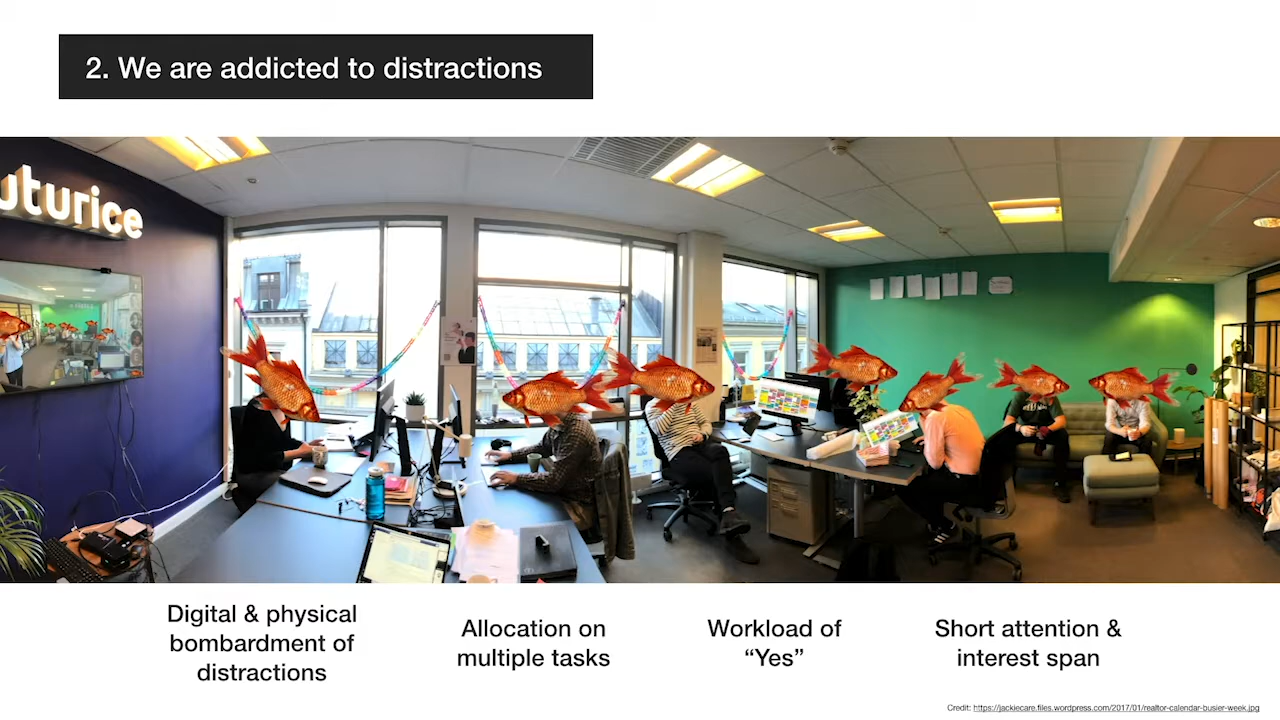 2. We are addicted to distractions
uturice
Digital & physical
bombardment of
distractions
Allocation on
multiple tasks
Workload of
“Yes”
Short attention &
interest span
Credit: https://jackiecare.files.wordpress.com/2017/01/realtor-calendar-busier-week.jpg